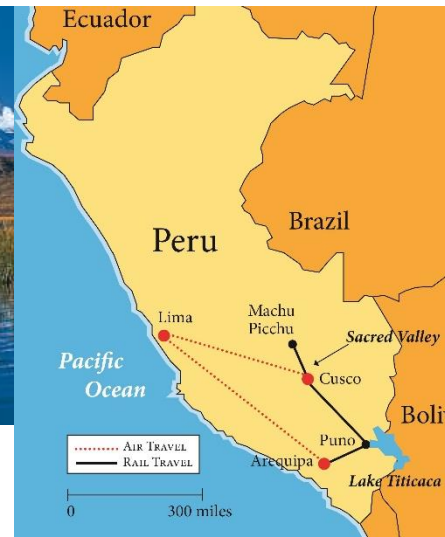 Ecuador
Brazil
Peru
Lima
Machu
Picchu
Sacred Valley
Pacific
Ocean
Cusco
Puno
Arequipa
Lake Titicaca
AIR TRAVEL
RAIL TRAVEL
0 300 miles